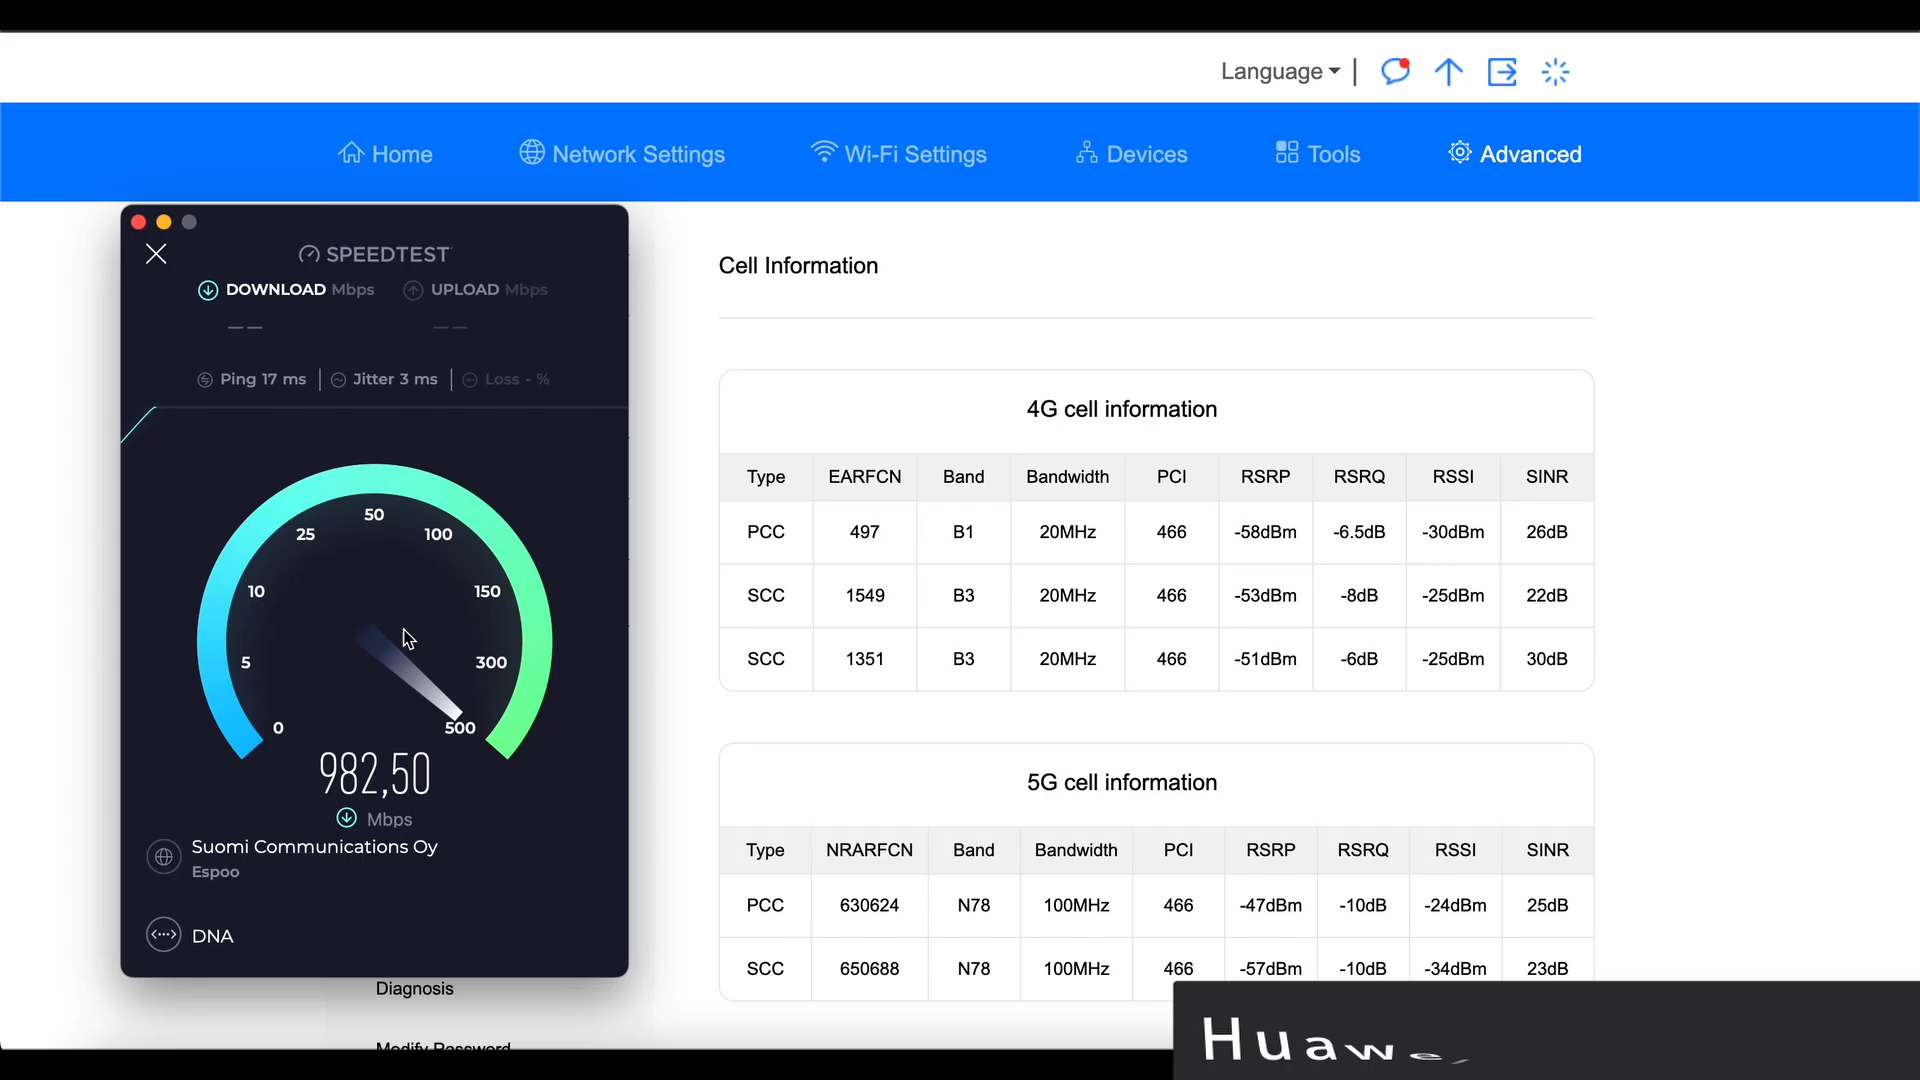 Language
Home Network Settings Wi-Fi Settings Devices Tools Advanced
SPEEDTEST
DOWNLOAD Mbps UPLOAD Mbps
— — — —
Ping 17 ms Jitter 3 ms Loss - %
0 5 10 25 50 100 150 300 500
982,50
Mbps
Suomi Communications Oy
Espoo
DNA
Diagnosis
Modify Password
Cell Information
4G cell information
Type EARFCN Band Bandwidth PCI RSRP RSRQ RSSI SINR
PCC 497 B1 20MHz 466 -58dBm -6.5dB -30dBm 26dB
SCC 1549 B3 20MHz 466 -53dBm -8dB -25dBm 22dB
SCC 1351 B3 20MHz 466 -51dBm -6dB -25dBm 30dB
5G cell information
Type NRARFCN Band Bandwidth PCI RSRP RSRQ RSSI SINR
PCC 630624 N78 100MHz 466 -47dBm -10dB -24dBm 25dB
SCC 650688 N78 100MHz 466 -57dBm -10dB -34dBm 23dB
Huawe